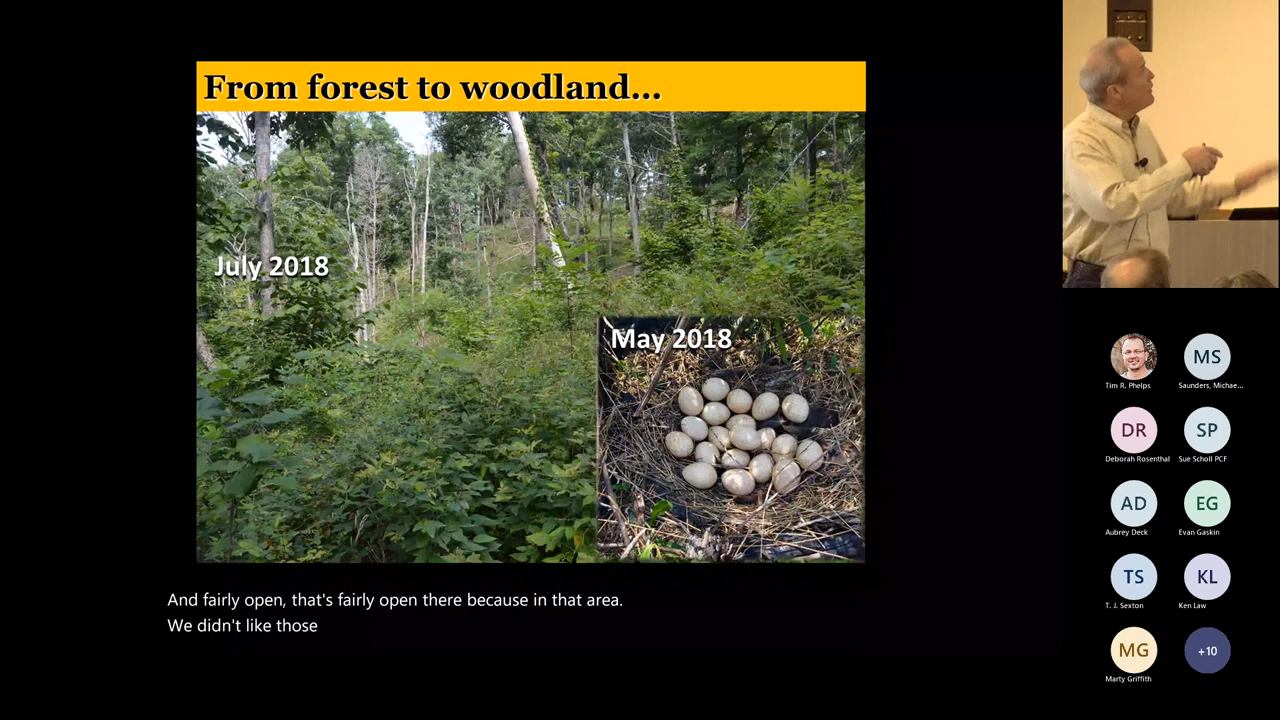 From forest to woodland...
July 2018
May 2018
And fairly open, that's fairly open there because in that area.
We didn't like those
Tim R. Phelps
MS
Saunders, Michae...
DR
Deborah Rosenthal
SP
Sue Scholl PCF
AD
Aubrey Deck
EG
Evan Gaskin
TS
T. J. Sexton
KL
Ken Law
MG
Marty Griffith
+10